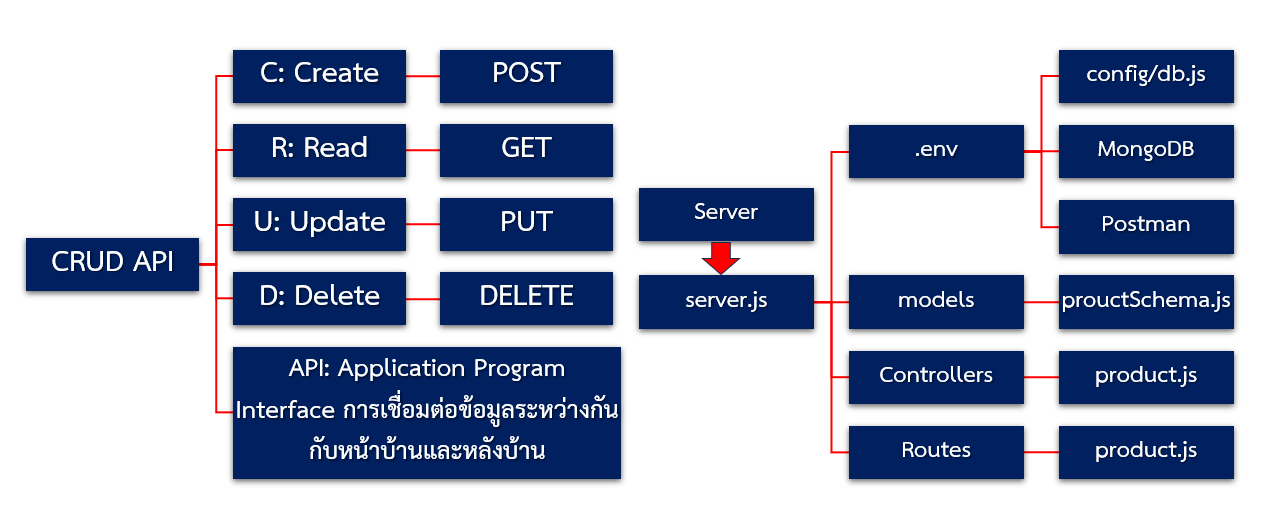 CRUD API
C: Create
POST
R: Read
GET
U: Update
PUT
D: Delete
DELETE
API: Application Program
Interface การเชื่อมต่อข้อมูลระหว่างกัน
กับหน้าบ้านและหลังบ้าน
Server
server.js
.env
config/db.js
MongoDB
Postman
models
prouctSchema.js
Controllers
product.js
Routes
product.js